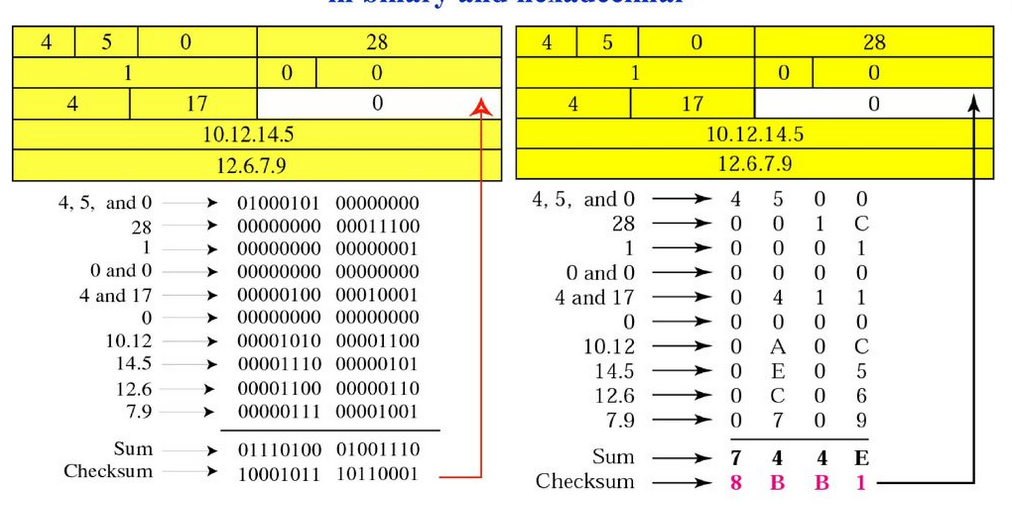 in binary and hexadecimal
4 5 0 28
1 0 0
4 17 0
10.12.14.5
12.6.7.9
4, 5, and 0 01000101 00000000
28 00000000 00011100
1 00000000 00000001
0 and 0 00000000 00000000
4 and 17 00000100 00010001
0 00000000 00000000
10.12 00001010 00001100
14.5 00001110 00000101
12.6 00001100 00000110
7.9 00000111 00001001
Sum 01110100 01001110
Checksum 10001011 10110001
4 5 0 28
1 0 0
4 17 0
10.12.14.5
12.6.7.9
4, 5, and 0 4 5 0 0
28 0 0 1 C
1 0 0 0 1
0 and 0 0 0 0 0
4 and 17 0 4 1 1
0 0 0 0 0
10.12 0 A 0 C
14.5 0 E 0 5
12.6 0 C 0 6
7.9 0 7 0 9
Sum 7 4 4 E
Checksum 8 B B 1